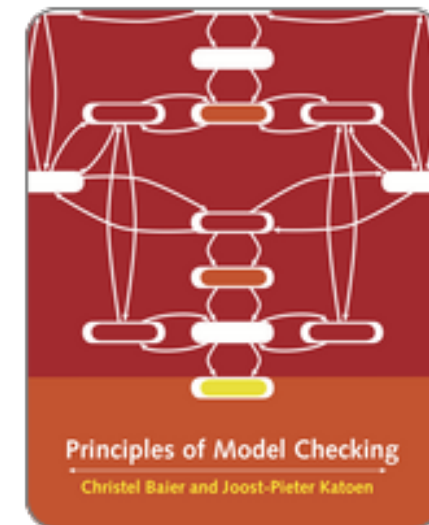 Principles of Model Checking
Christel Baier and Joost-Pieter Katoen